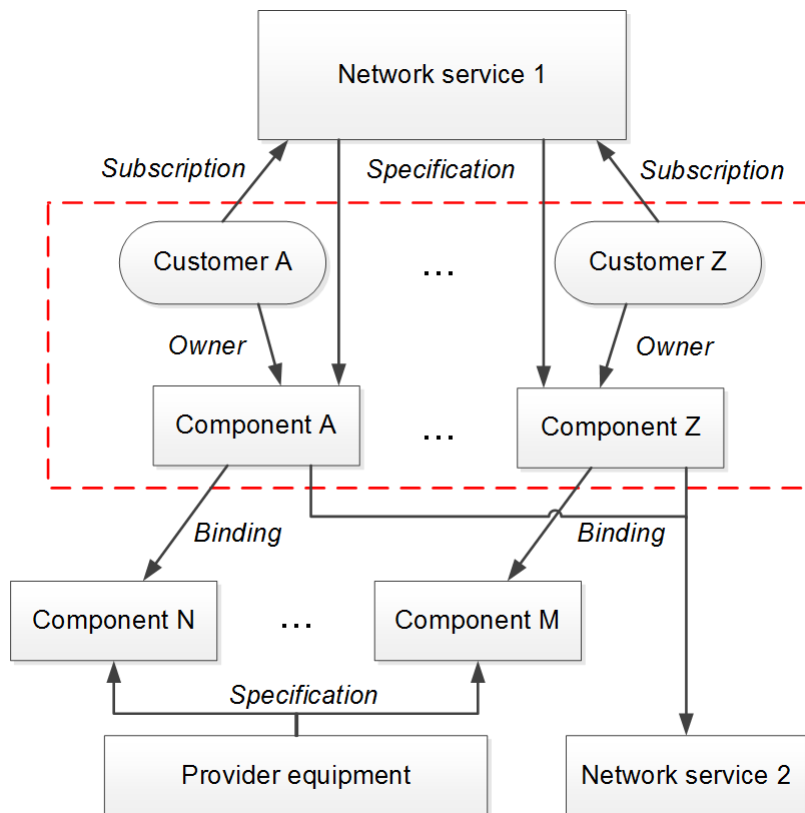 Network service 1
Subscription
Specification
Subscription
Customer A
...
Customer Z
Owner
Owner
Component A
...
Component Z
Binding
Binding
Component N
...
Component M
Specification
Provider equipment
Network service 2